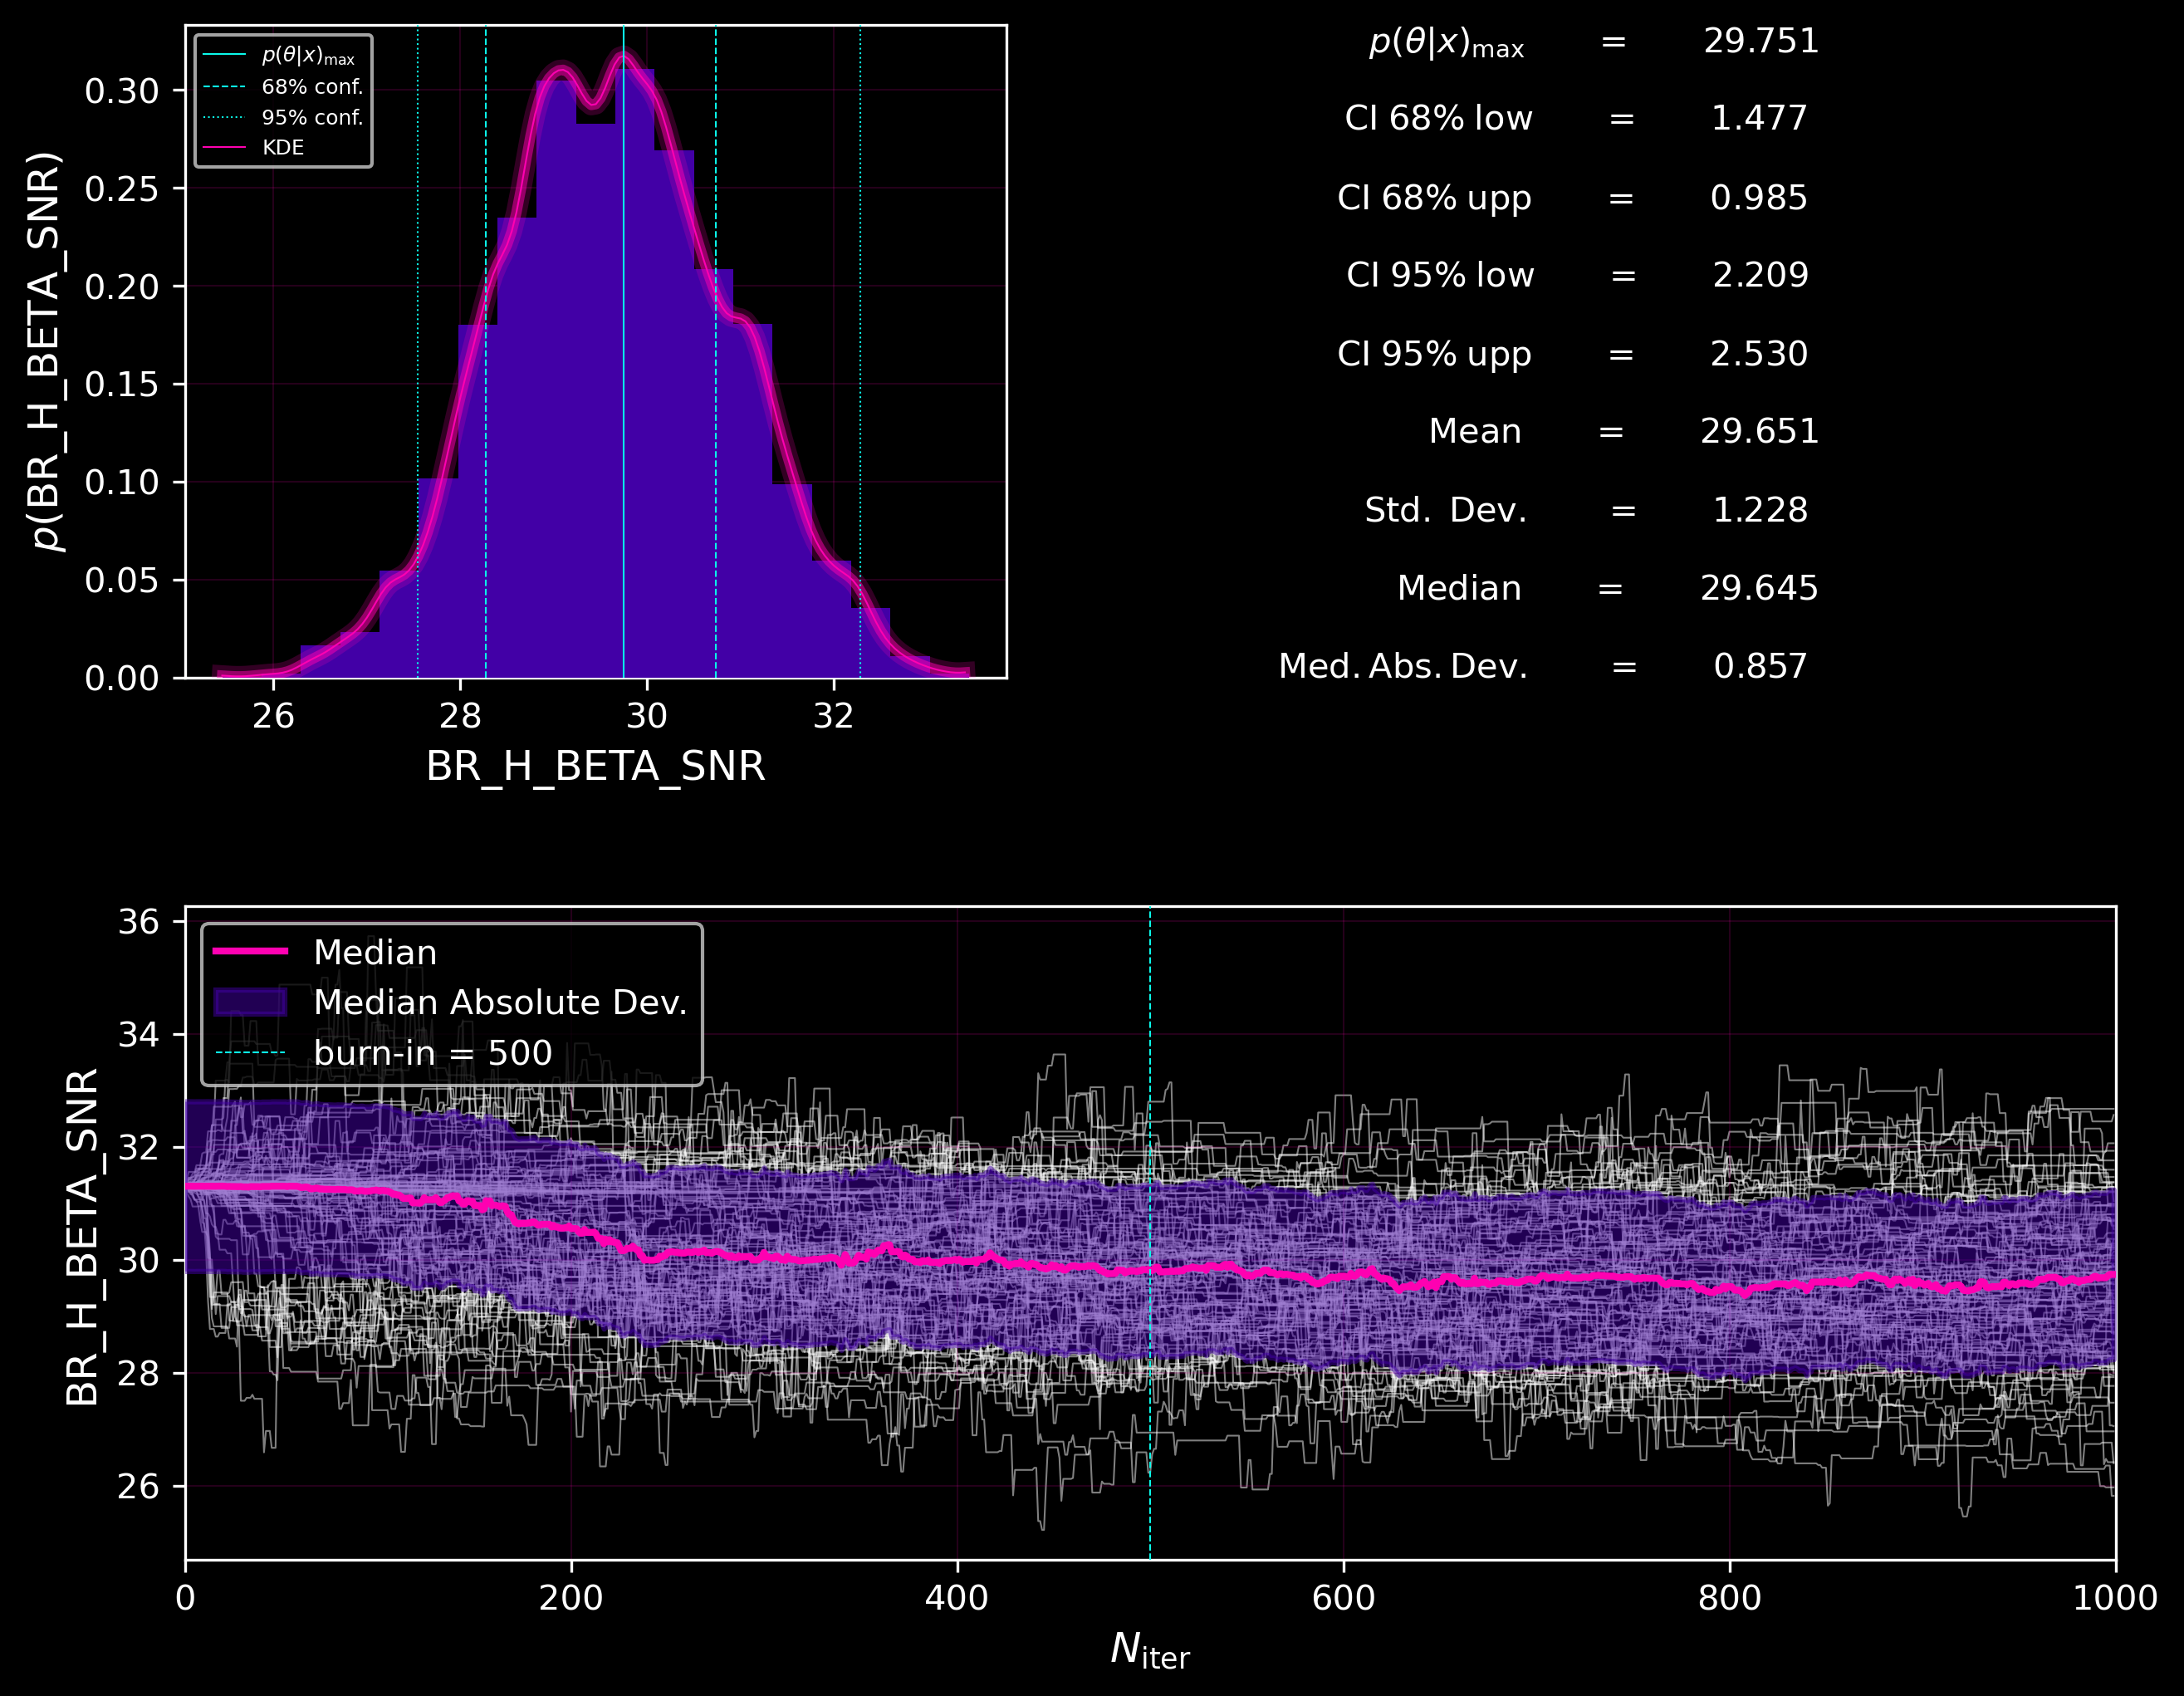 p(θ|x)max
68% conf.
95% conf.
KDE
0.30
0.25
0.20
0.15
0.10
0.05
0.00
p(BR_H_BETA_SNR)
26 28 30 32
BR_H_BETA_SNR
p(θ|x)max = 29.751
CI 68% low = 1.477
CI 68% upp = 0.985
CI 95% low = 2.209
CI 95% upp = 2.530
Mean = 29.651
Std. Dev. = 1.228
Median = 29.645
Med. Abs. Dev. = 0.857
Median
Median Absolute Dev.
burn-in = 500
36
34
32
30
28
26
BR_H_BETA_SNR
0 200 400 600 800 1000
Niter